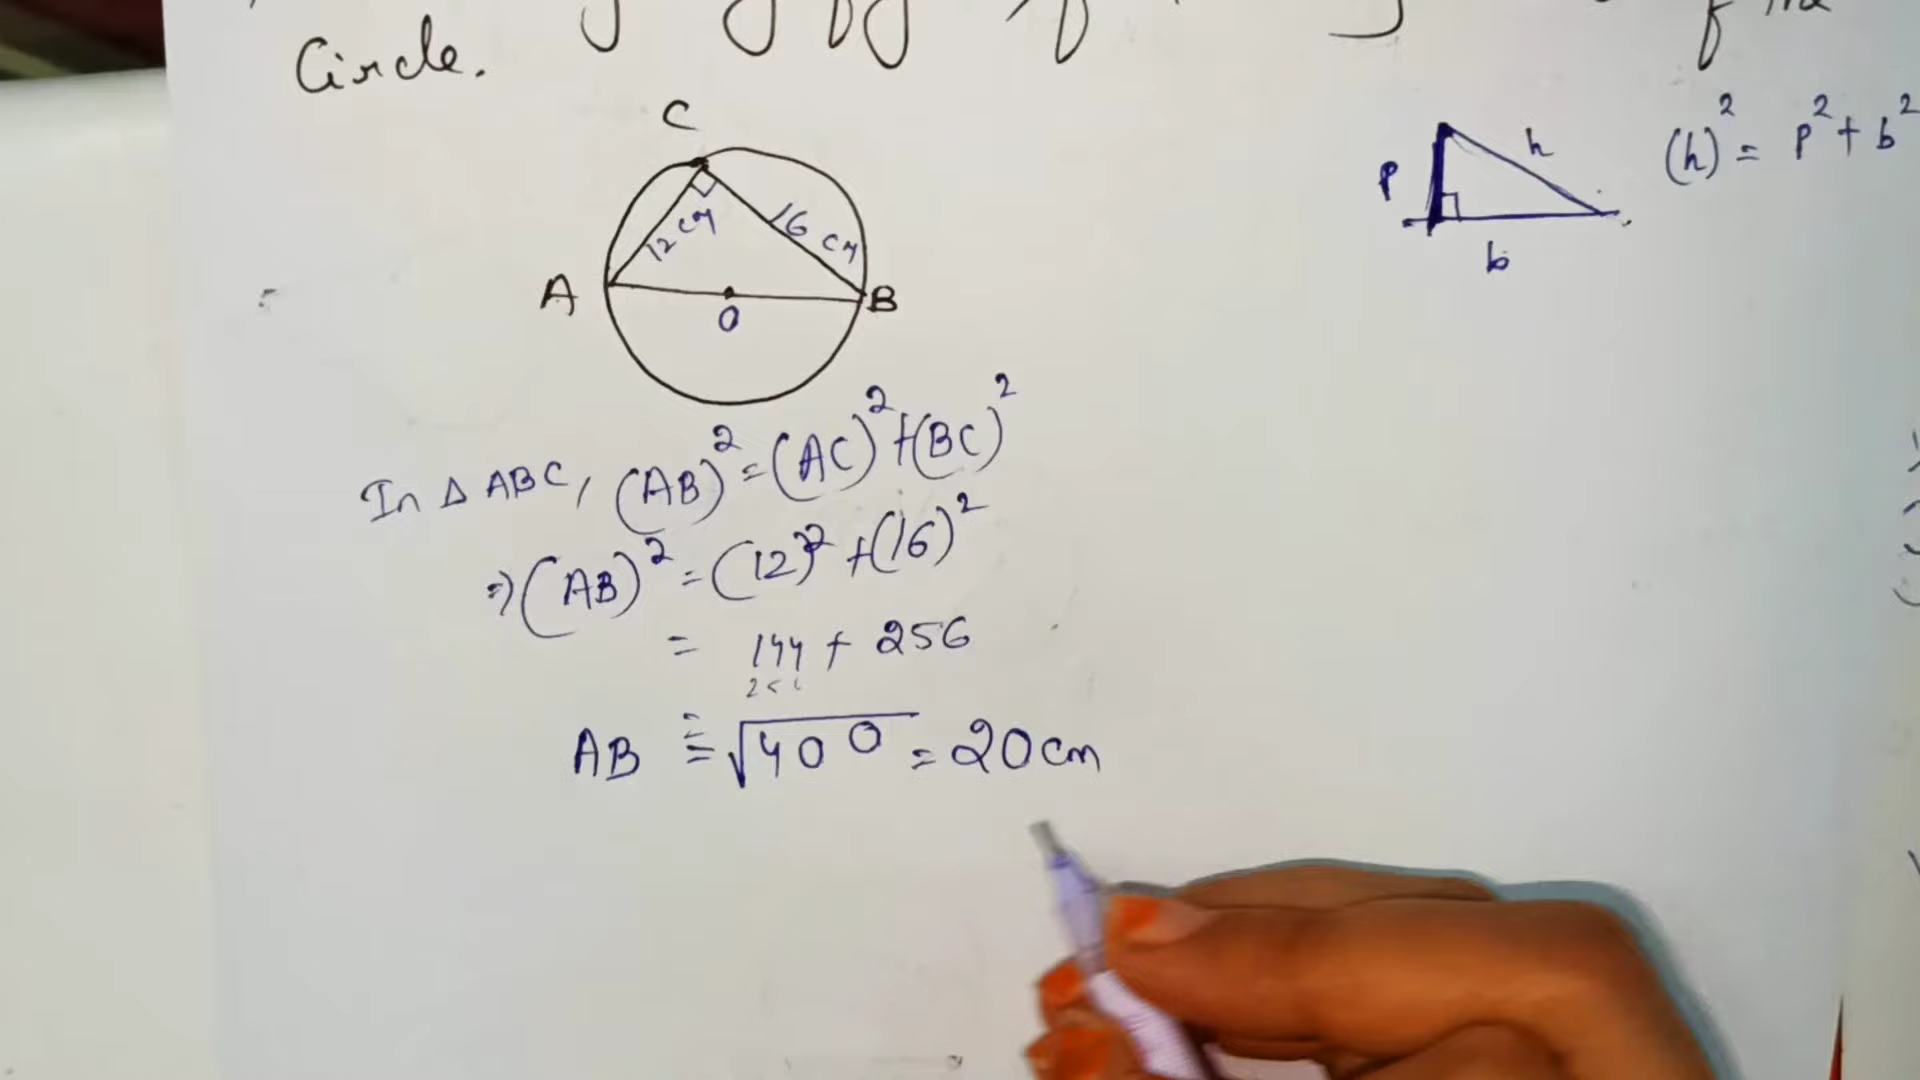 Circle.
C
12 cm
16 cm
A
O
B
p
h
b
(h)² = p² + b²
In △ ABC, (AB)² = (AC)² + (BC)²
⇒ (AB)² = (12)² + (16)²
= 144 + 256
AB = √400 = 20 cm